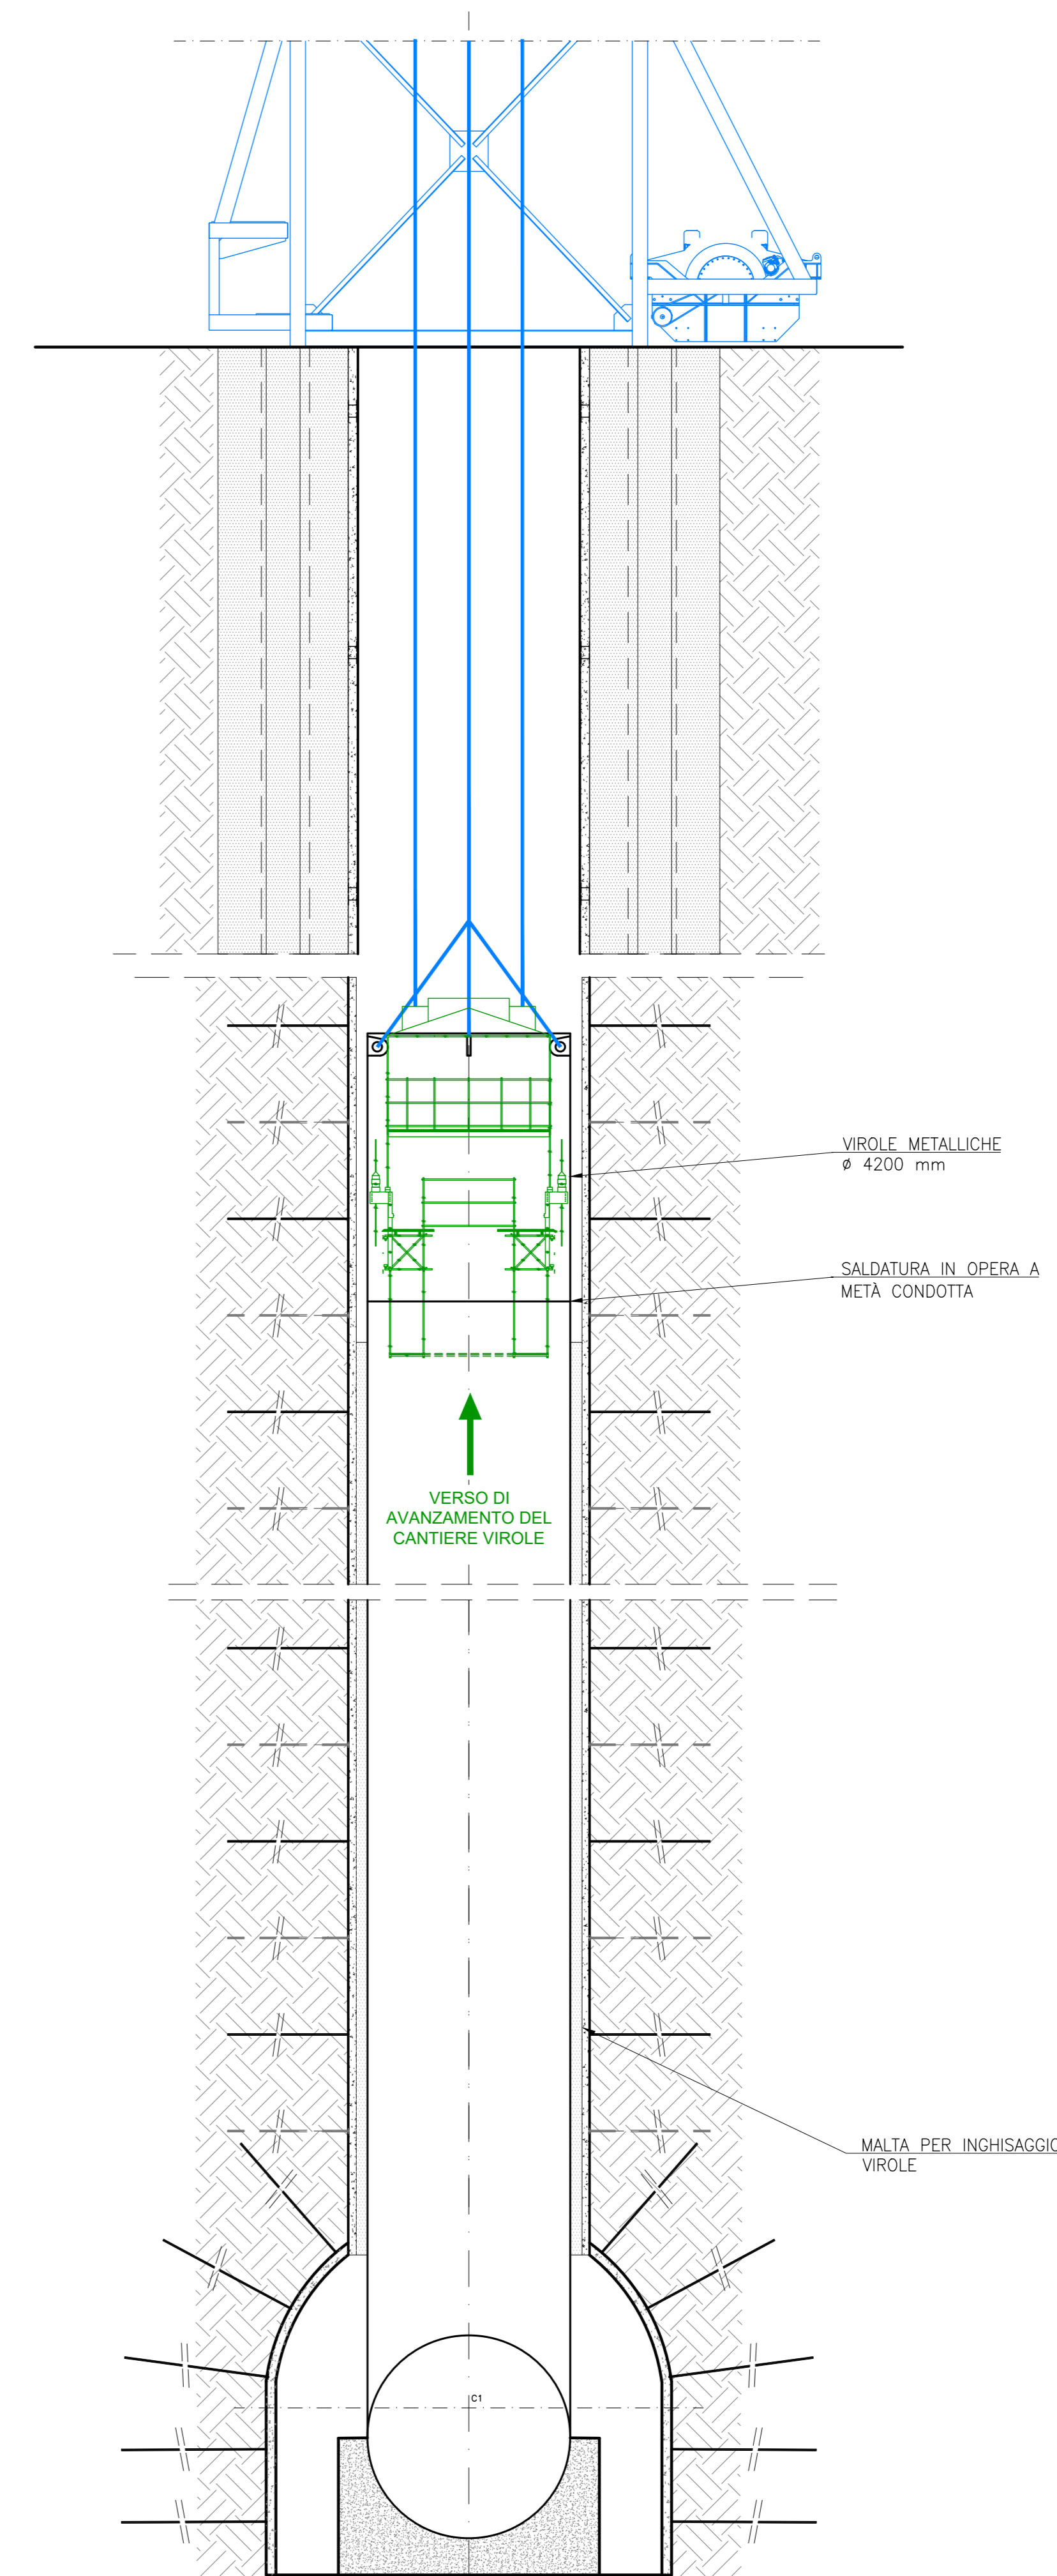 VIROLE METALLICHE
ø 4200 mm
SALDATURA IN OPERA A
METÀ CONDOTTA
VERSO DI
AVANZAMENTO DEL
CANTIERE VIROLE
MALTA PER INGHISAGGIO
VIROLE
C1